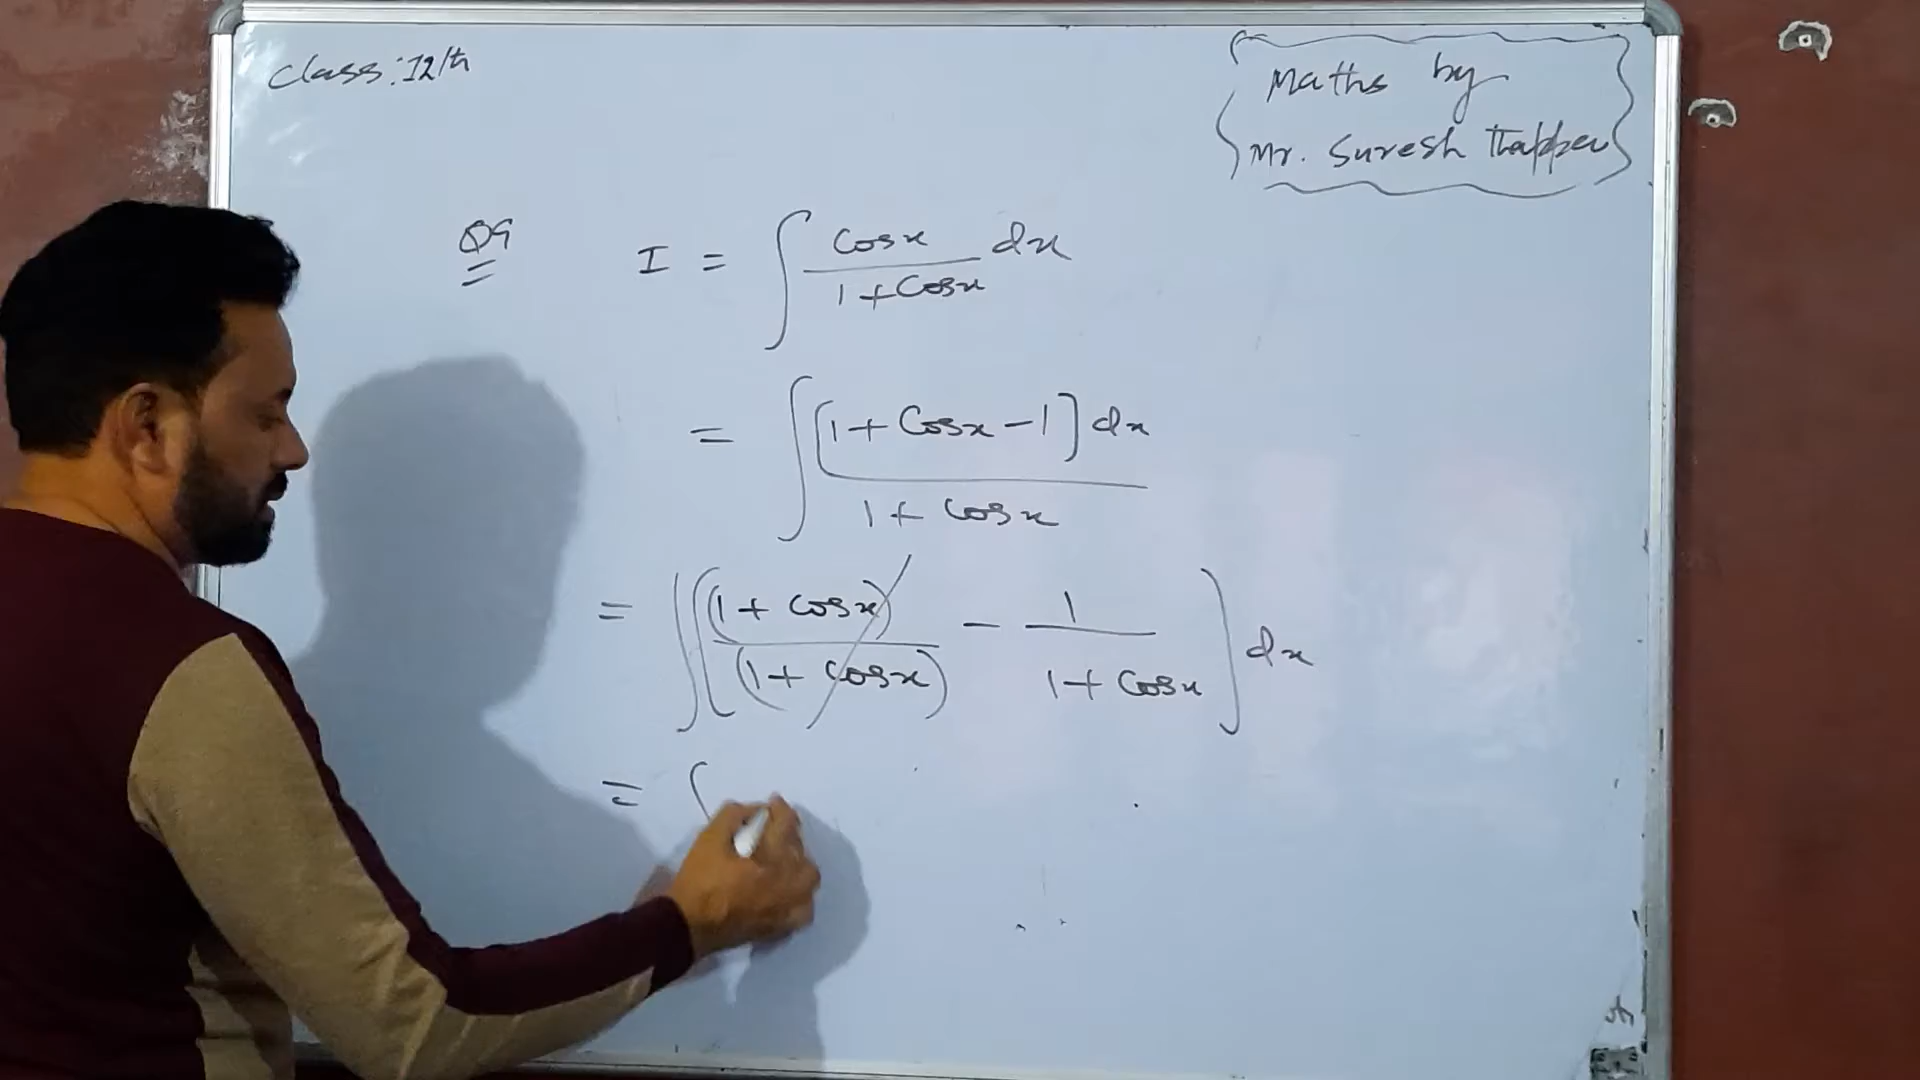 Class: 12th
Maths by
Mr. Suresh Thapper
Q9 I = ∫ cosx / 1 + Cosx dx
= ∫ [1 + Cosx - 1] dx / 1 + Cosx
= ∫ [(1 + cosx) / (1 + cosx) - 1 / 1 + Cosx] dx
= ∫